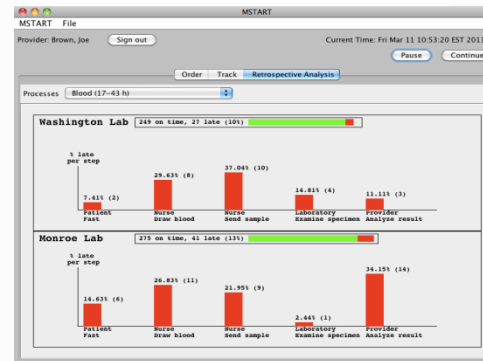 MSTART
MSTART File
Provider: Brown, Joe Sign out Current Time: Fri Mar 11 10:53:20 EST 2011
Pause Continue
Order Track Retrospective Analysis
Processes Blood (17-43 h)
Washington Lab 249 on time, 27 late (10%)
% late
per step
7.41% (2) 29.63% (8) 37.04% (10) 14.81% (4) 11.11% (3)
Patient Nurse Nurse Laboratory Provider
Fast Draw blood Send sample Examine specimen Analyze result
Monroe Lab 275 on time, 41 late (13%)
% late
per step
14.63% (6) 26.83% (11) 21.95% (9) 2.44% (1) 34.15% (14)
Patient Nurse Nurse Laboratory Provider
Fast Draw blood Send sample Examine specimen Analyze result